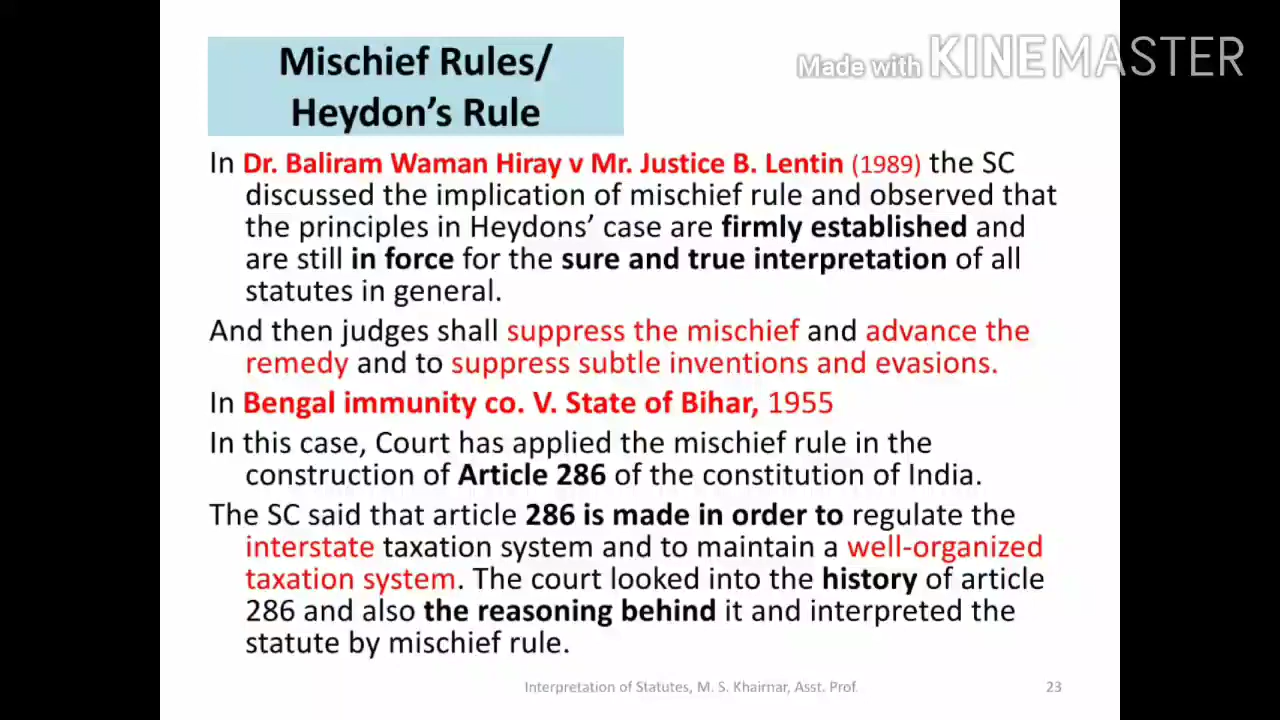 Mischief Rules/
Made with KINEMASTER
Heydon's Rule
In Dr. Baliram Waman Hiray v Mr. Justice B. Lentin (1989) the SC
discussed the implication of mischief rule and observed that
the principles in Heydons' case are firmly established and
are still in force for the sure and true interpretation of all
statutes in general.
And then judges shall suppress the mischief and advance the
remedy and to suppress subtle inventions and evasions.
In Bengal immunity co. V. State of Bihar, 1955
In this case, Court has applied the mischief rule in the
construction of Article 286 of the constitution of India.
The SC said that article 286 is made in order to regulate the
interstate taxation system and to maintain a well-organized
taxation system. The court looked into the history of article
286 and also the reasoning behind it and interpreted the
statute by mischief rule.
Interpretation of Statutes, M. S. Khairnar, Asst. Prof.
23